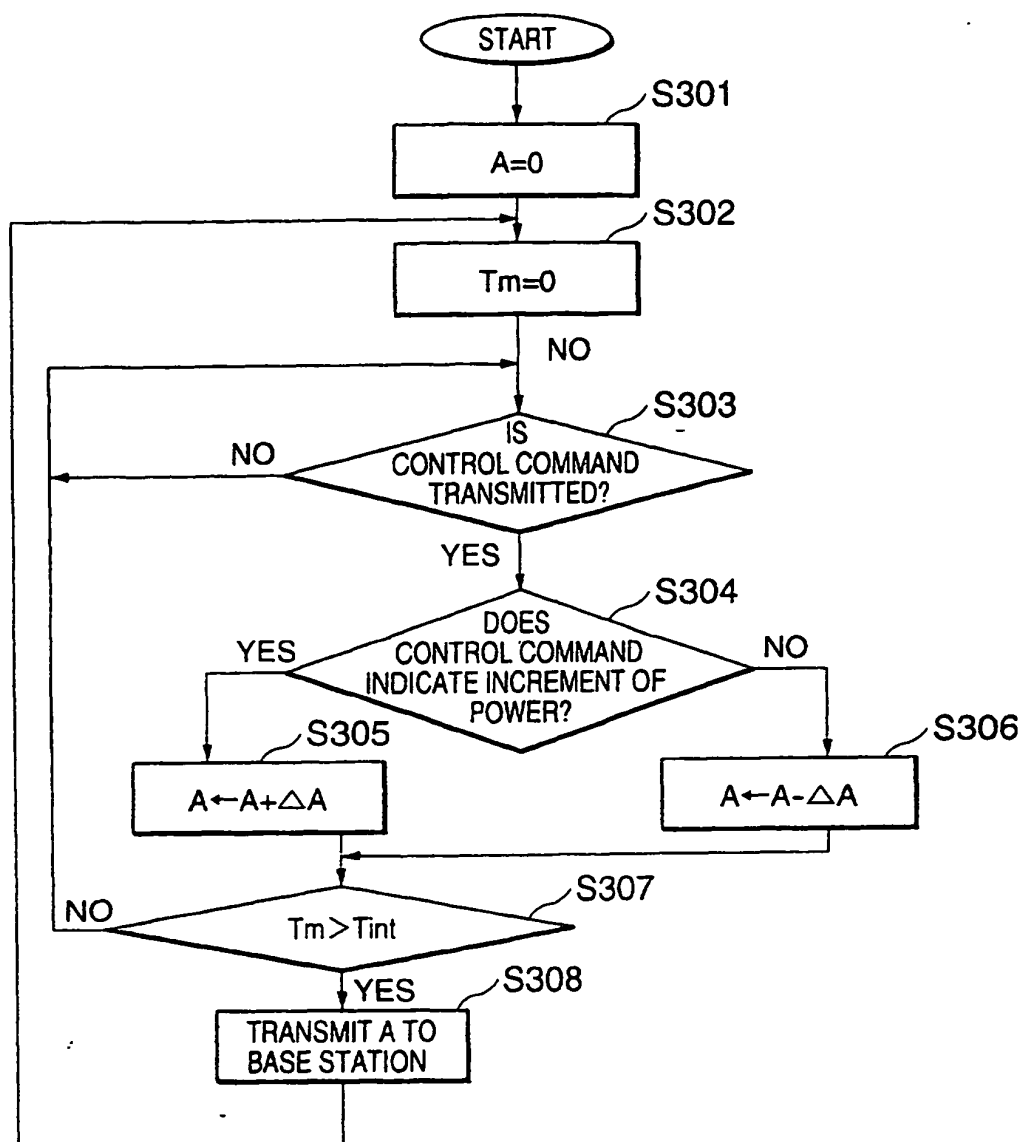 START
S301
A=0
S302
Tm=0
NO
S303
IS
CONTROL COMMAND
TRANSMITTED?
NO
YES
S304
DOES
CONTROL COMMAND
INDICATE INCREMENT OF
POWER?
YES
NO
S305
A←A+△A
S306
A←A-△A
S307
Tm>Tint
NO
YES
S308
TRANSMIT A TO
BASE STATION